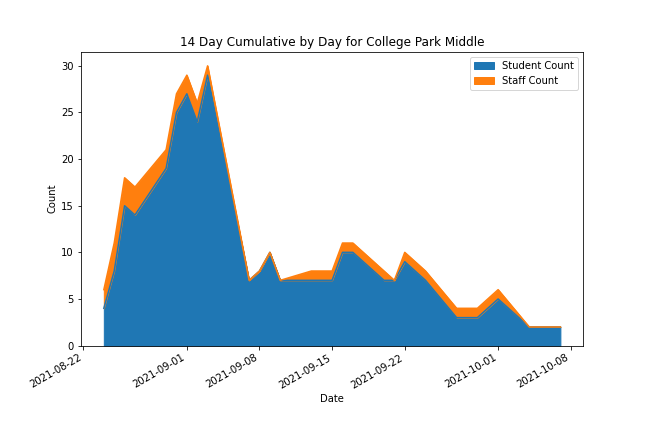 14 Day Cumulative by Day for College Park Middle
Student Count
Staff Count
30
25
20
15
10
5
0
Count
2021-08-22
2021-09-01
2021-09-08
2021-09-15
2021-09-22
2021-10-01
2021-10-08
Date